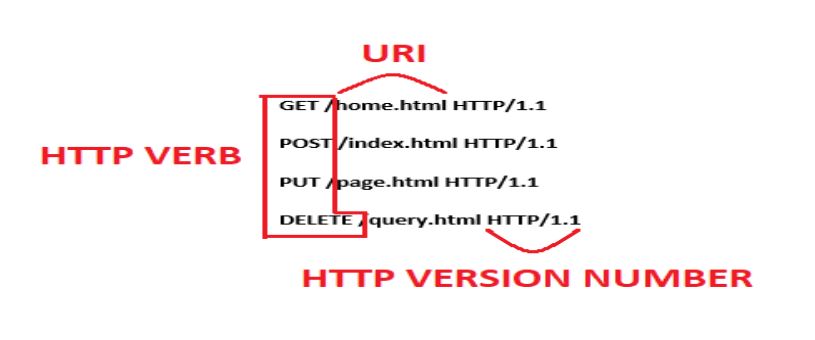 URI
GET /home.html HTTP/1.1
POST /index.html HTTP/1.1
HTTP VERB
PUT /page.html HTTP/1.1
DELETE /query.html HTTP/1.1
HTTP VERSION NUMBER